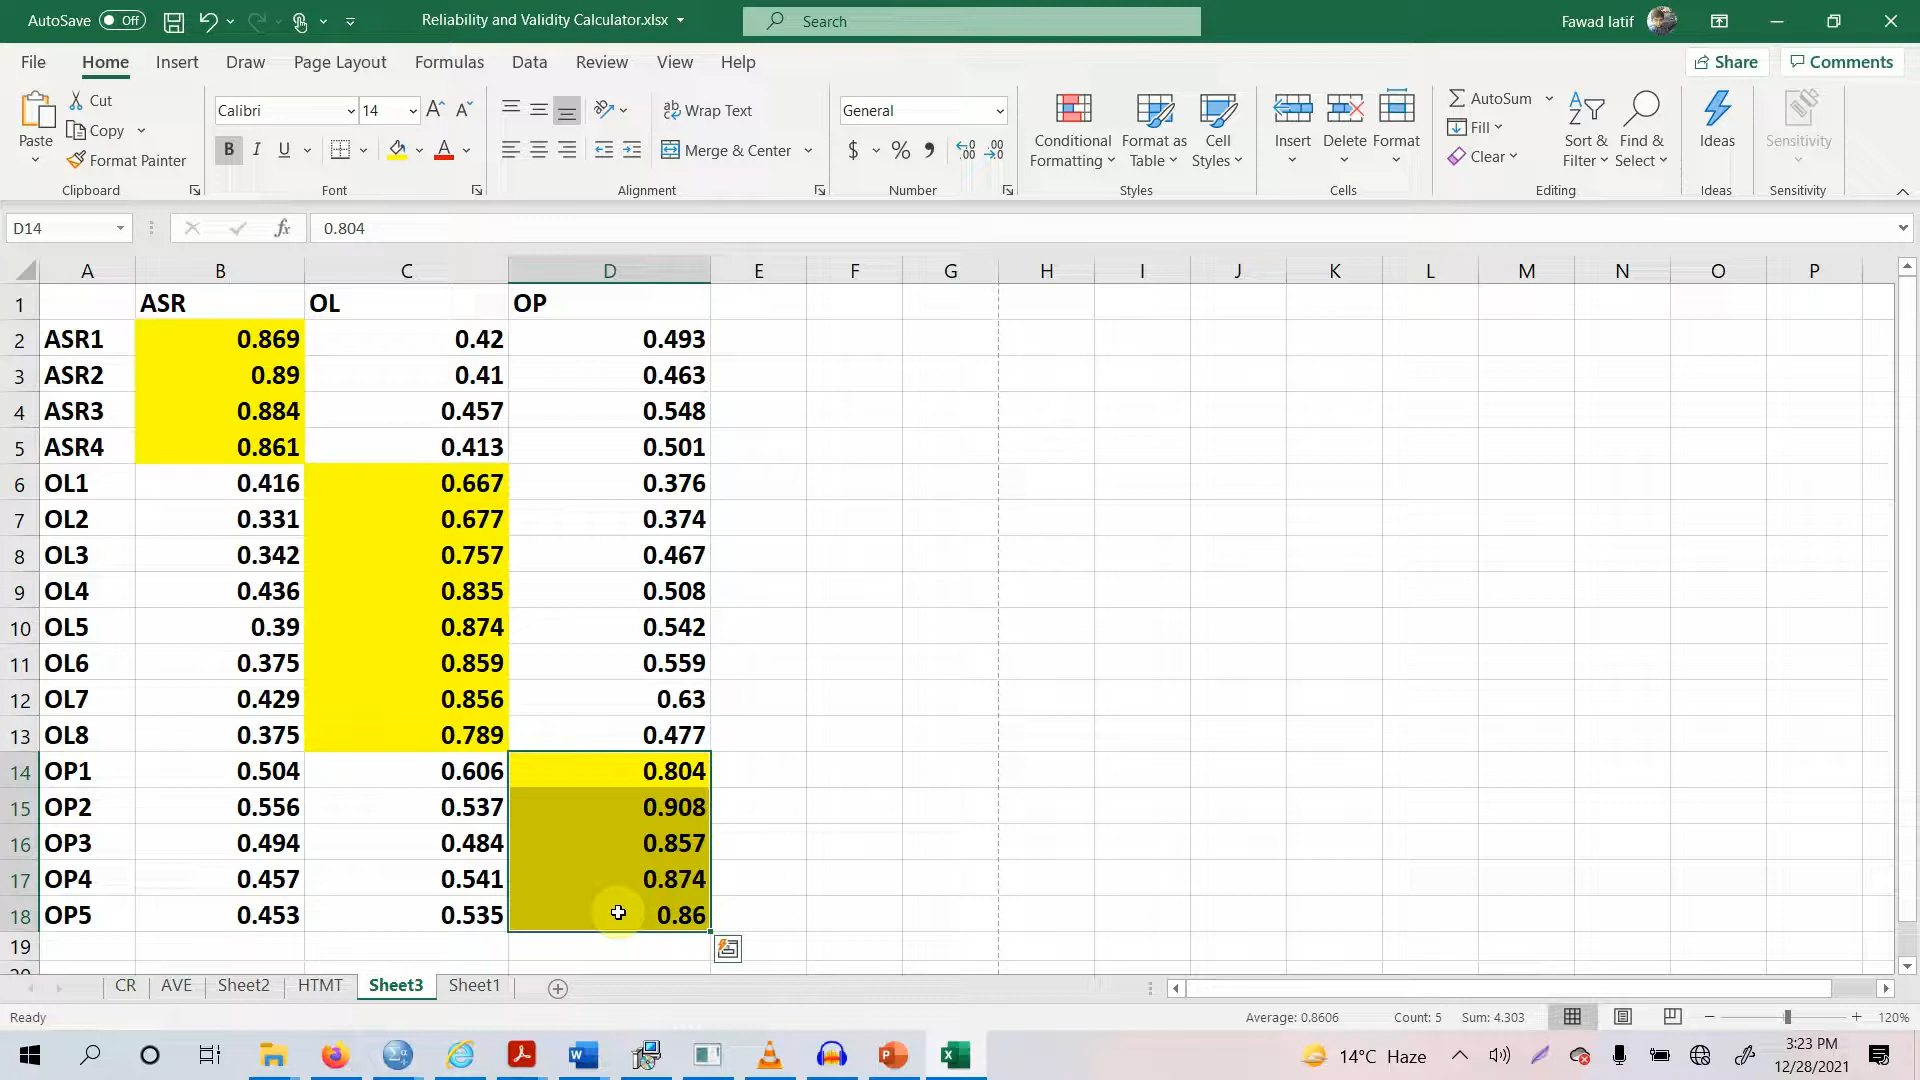 AutoSave Off Reliability and Validity Calculator.xlsx Search Fawad latif
File Home Insert Draw Page Layout Formulas Data Review View Help Share Comments
Paste Cut Copy Format Painter Clipboard
Calibri 14 B I U A Font
Wrap Text Merge & Center Alignment
General $ % Number
Conditional Formatting Format as Table Cell Styles Styles
Insert Delete Format Cells
AutoSum Fill Clear Sort & Filter Find & Select Editing
Ideas Ideas
Sensitivity Sensitivity
D14 fx 0.804
A B C D E F G H I J K L M N O P
1 ASR OL OP
2 ASR1 0.869 0.42 0.493
3 ASR2 0.89 0.41 0.463
4 ASR3 0.884 0.457 0.548
5 ASR4 0.861 0.413 0.501
6 OL1 0.416 0.667 0.376
7 OL2 0.331 0.677 0.374
8 OL3 0.342 0.757 0.467
9 OL4 0.436 0.835 0.508
10 OL5 0.39 0.874 0.542
11 OL6 0.375 0.859 0.559
12 OL7 0.429 0.856 0.63
13 OL8 0.375 0.789 0.477
14 OP1 0.504 0.606 0.804
15 OP2 0.556 0.537 0.908
16 OP3 0.494 0.484 0.857
17 OP4 0.457 0.541 0.874
18 OP5 0.453 0.535 0.86
19
20
CR AVE Sheet2 HTMT Sheet3 Sheet1
Ready Average: 0.8606 Count: 5 Sum: 4.303 120%
14°C Haze 3:23 PM
12/28/2021